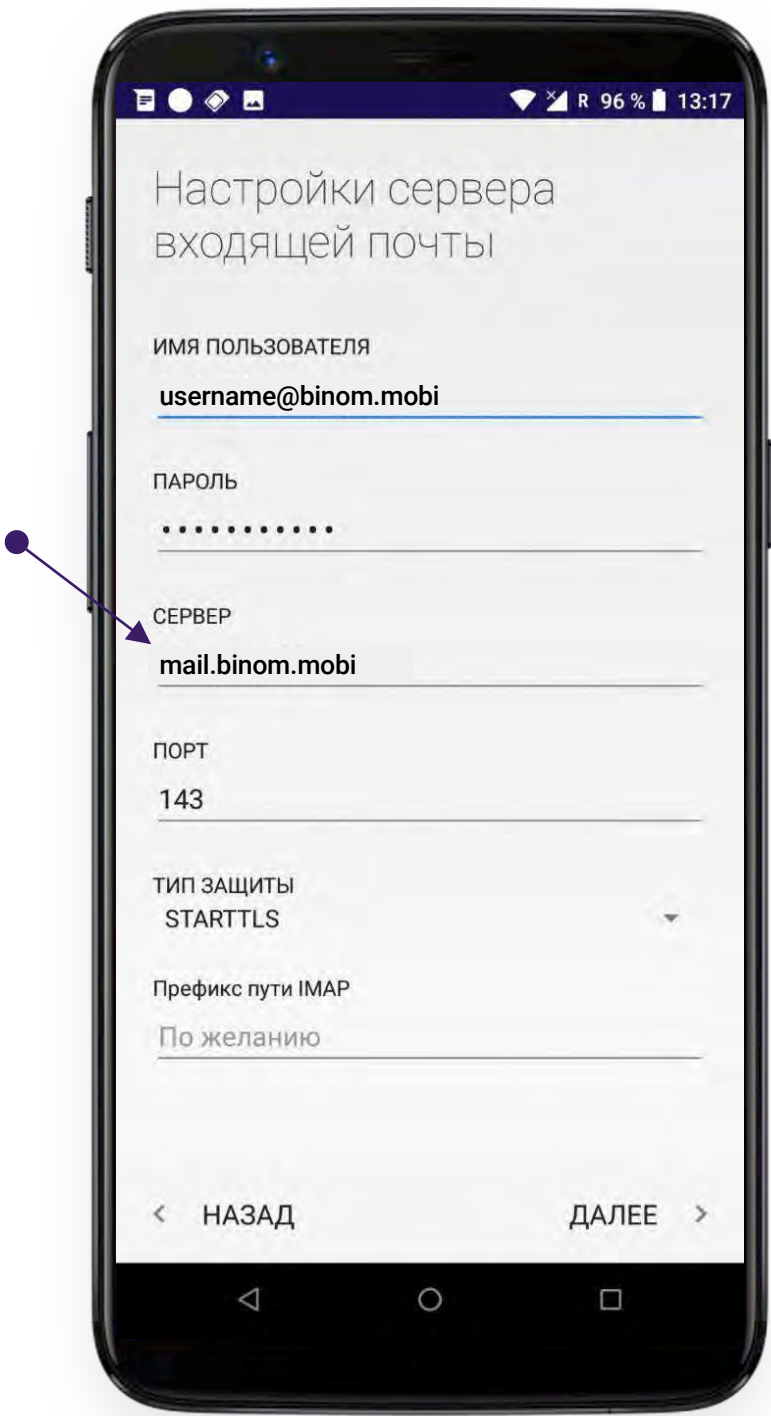 R 96 % 13:17
Настройки сервера
входящей почты
ИМЯ ПОЛЬЗОВАТЕЛЯ
username@binom.mobi
ПАРОЛЬ
•••••••••••
СЕРВЕР
mail.binom.mobi
ПОРТ
143
ТИП ЗАЩИТЫ
STARTTLS
Префикс пути IMAP
По желанию
НАЗАД ДАЛЕЕ